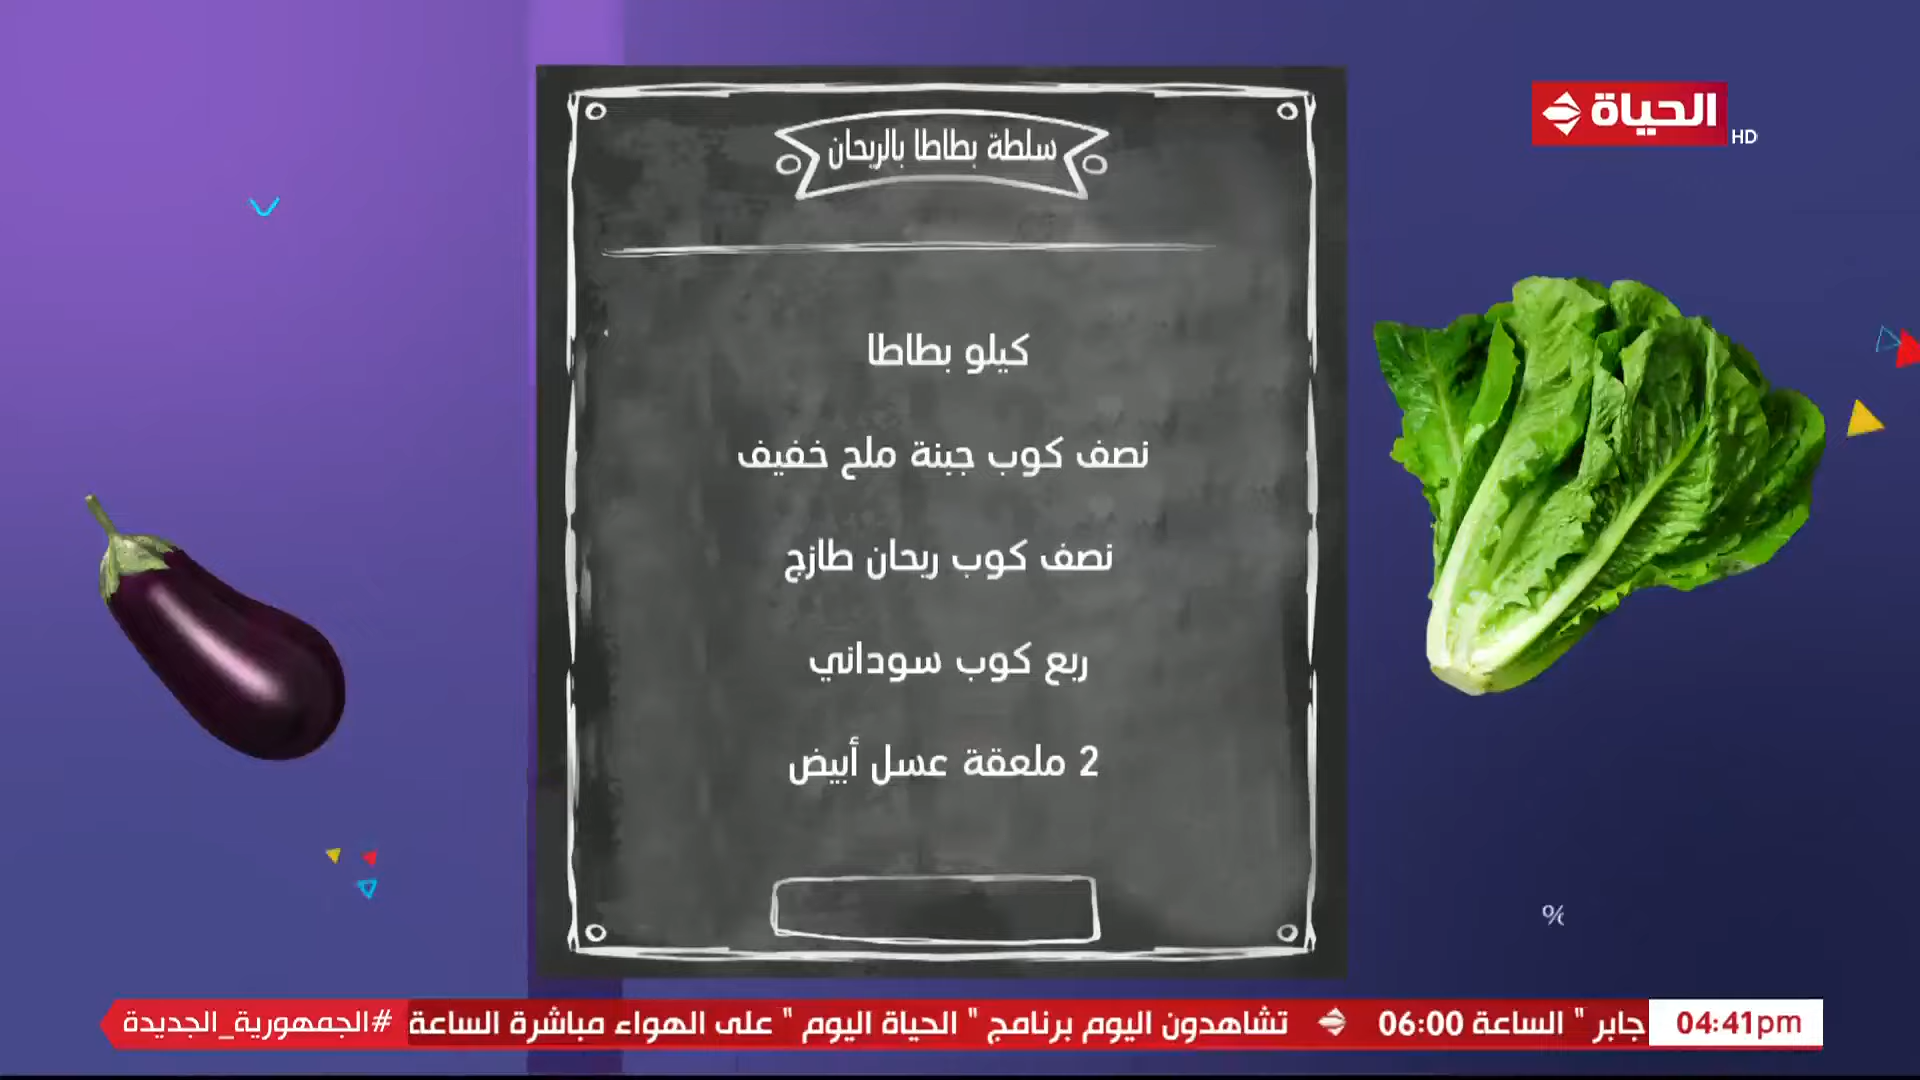 الحياة
HD
سلطة بطاطا بالريحان
كيلو بطاطا
نصف كوب جبنة ملح خفيف
نصف كوب ريحان طازج
ربع كوب سوداني
2 ملعقة عسل أبيض
%
04:41pm
جابر " الساعة 06:00 تشاهدون اليوم برنامج " الحياة اليوم " على الهواء مباشرة الساعة
#الجمهورية_الجديدة